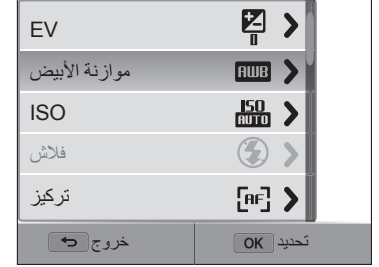 EV
موازنة الأبيض AWB
ISO ISO AUTO
فلاش
تركيز AF
تحديد OK خروج